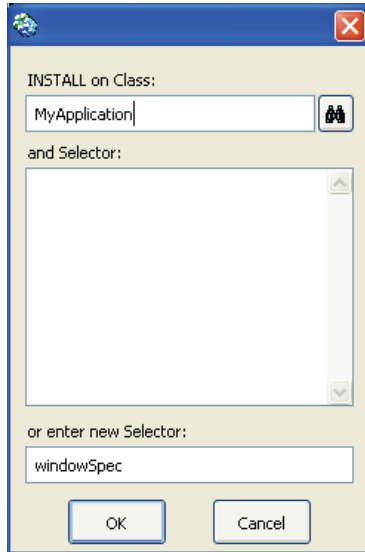 INSTALL on Class:
MyApplication
and Selector:
or enter new Selector:
windowSpec
OK Cancel